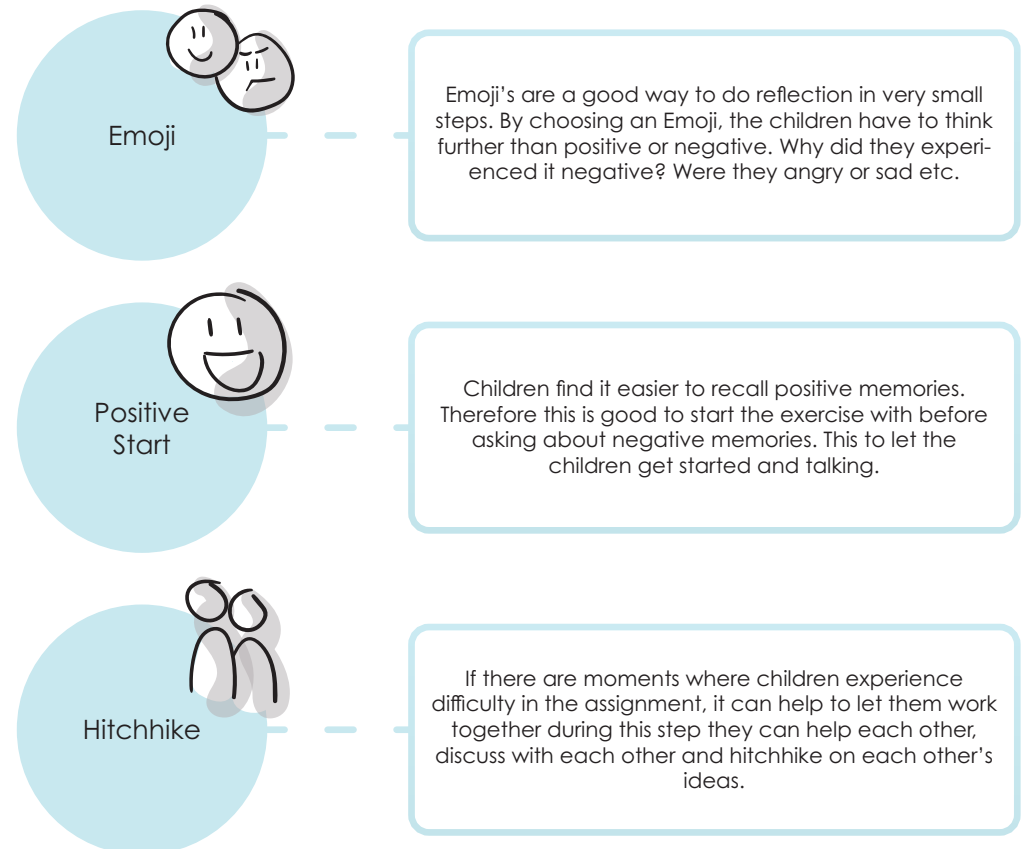 Emoji
Emoji's are a good way to do reflection in very small
steps. By choosing an Emoji, the children have to think
further than positive or negative. Why did they experi-
enced it negative? Were they angry or sad etc.
Positive
Start
Children find it easier to recall positive memories.
Therefore this is good to start the exercise with before
asking about negative memories. This to let the
children get started and talking.
Hitchhike
If there are moments where children experience
difficulty in the assignment, it can help to let them work
together during this step they can help each other,
discuss with each other and hitchhike on each other's
ideas.